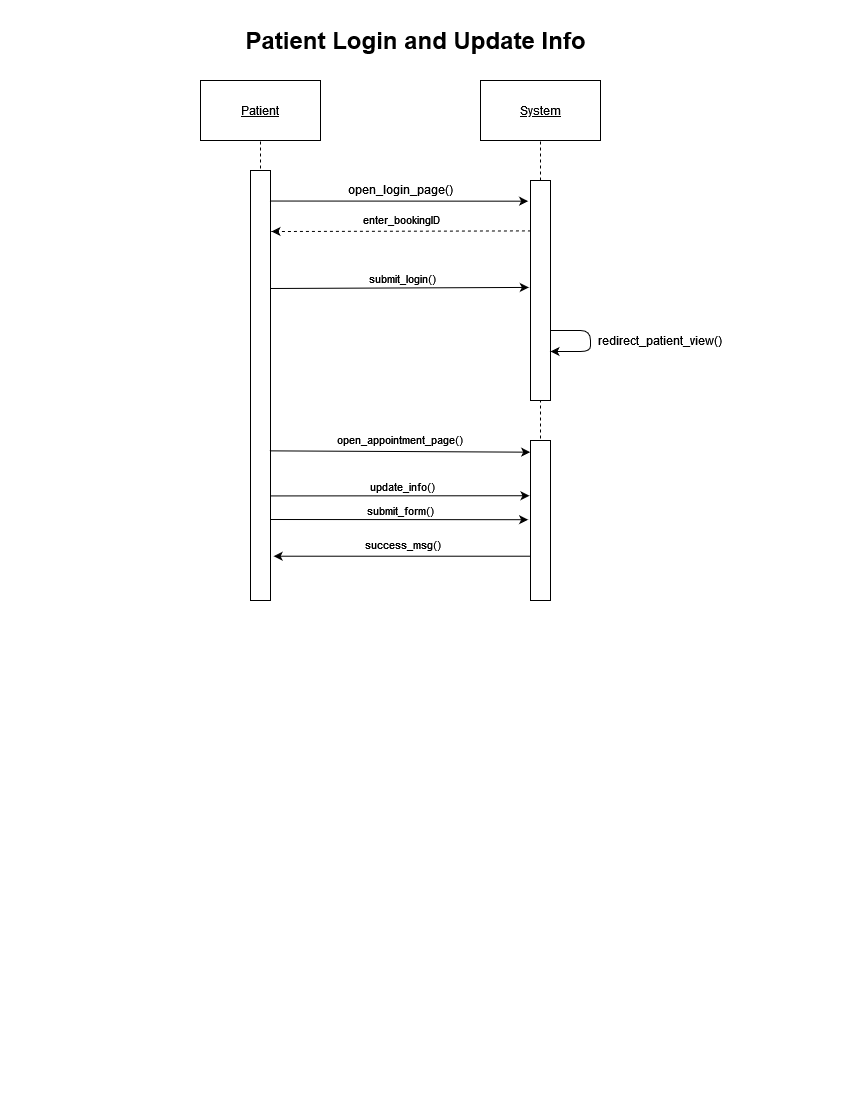 Patient Login and Update Info
Patient
System
open_login_page()
enter_bookingID
submit_login()
redirect_patient_view()
open_appointment_page()
update_info()
submit_form()
success_msg()